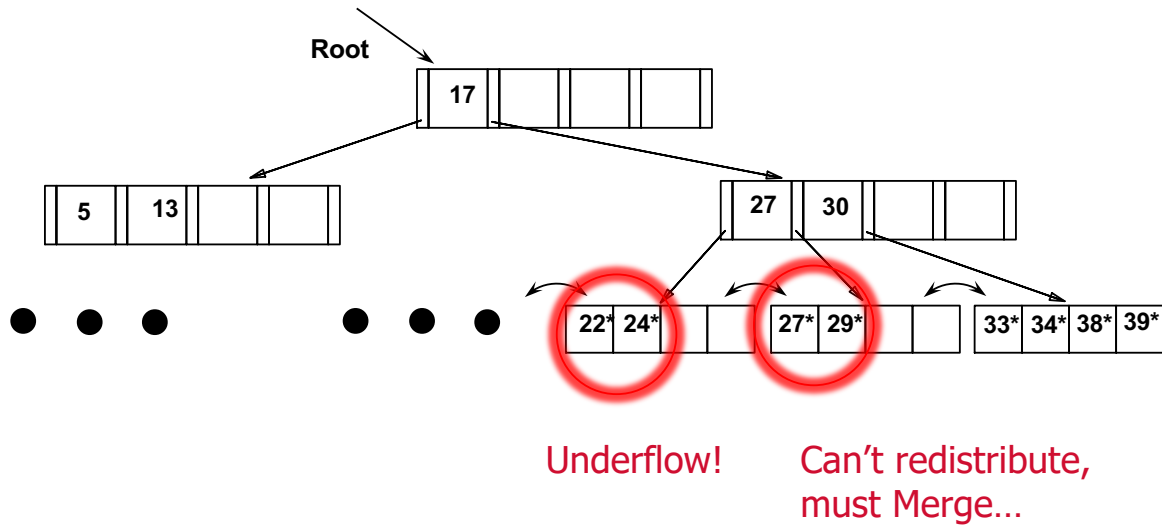 Root
17
5 13
27 30
22* 24* 27* 29* 33* 34* 38* 39*
Underflow!
Can't redistribute,
must Merge…